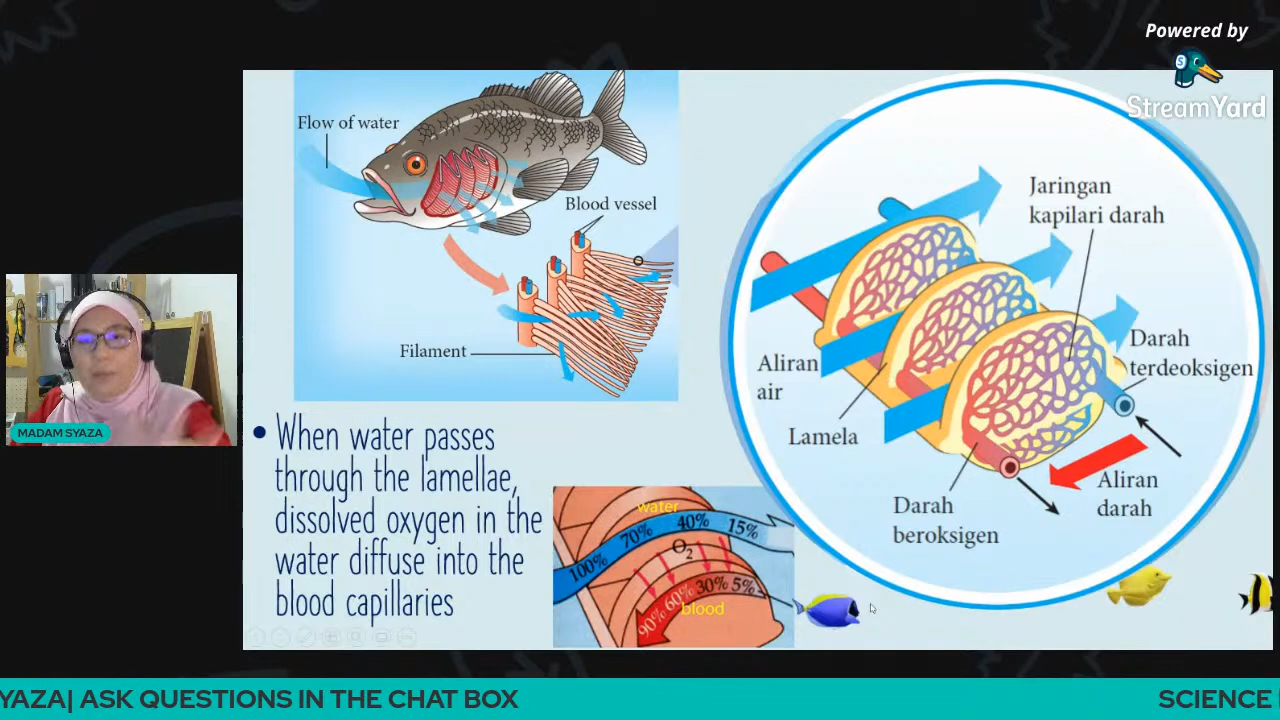 Powered by
StreamYard
Flow of water
Blood vessel
Filament
When water passes
through the lamellae,
dissolved oxygen in the
water diffuse into the
blood capillaries
water
100% 70% 40% 15%
O2
90% 60% 30% 5%
blood
Jaringan
kapilari darah
Darah
terdeoksigen
Aliran
air
Lamela
Darah
beroksigen
Aliran
darah
MADAM SYAZA
YAZA| ASK QUESTIONS IN THE CHAT BOX
SCIENCE